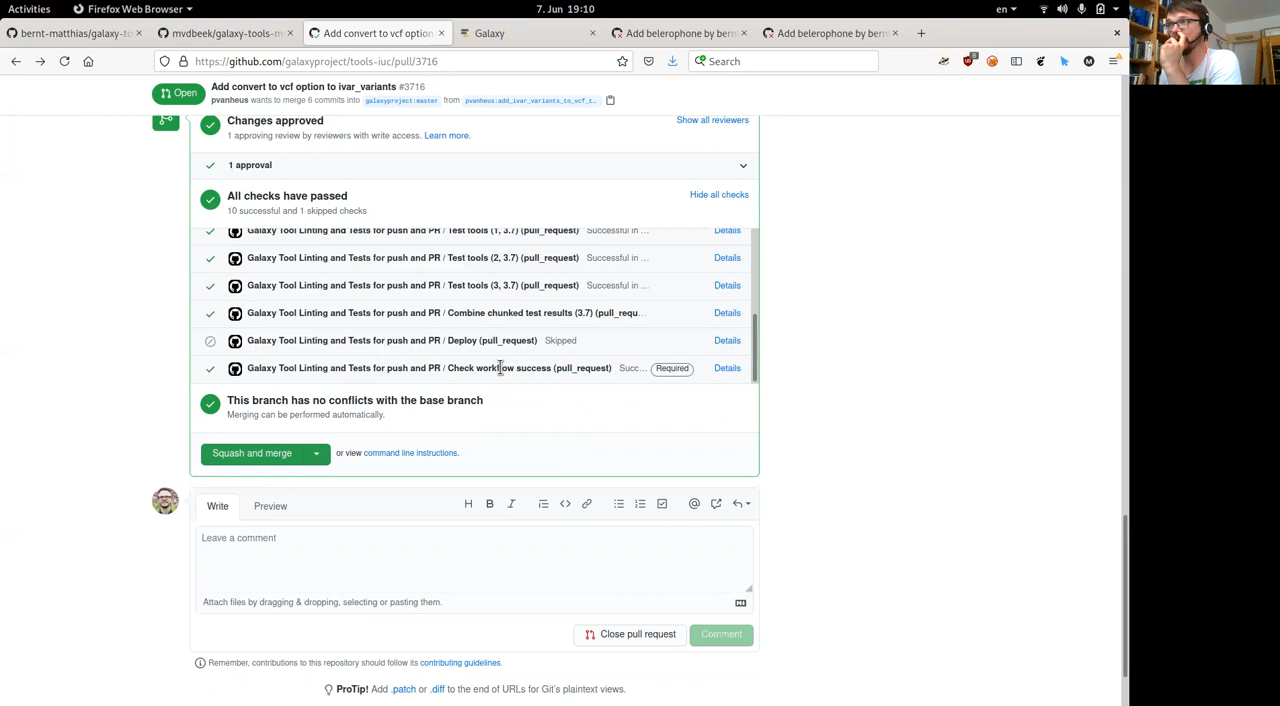 Activities Firefox Web Browser 7. Jun 19:10 en
bernt-matthias/galaxy-to mvdbeek/galaxy-tools-m Add convert to vcf option Galaxy Add belerophone by bern Add belerophone by bern
https://github.com/galaxyproject/tools-iuc/pull/3716 Search
Open Add convert to vcf option to ivar_variants #3716
pvanheus wants to merge 6 commits into galaxyproject:master from pvanheus:add_ivar_variants_to_vcf_t…
Changes approved Show all reviewers
1 approving review by reviewers with write access. Learn more.
1 approval
All checks have passed Hide all checks
10 successful and 1 skipped checks
Galaxy Tool Linting and Tests for push and PR / Test tools (1, 3.7) (pull_request) Successful in … Details
Galaxy Tool Linting and Tests for push and PR / Test tools (2, 3.7) (pull_request) Successful in … Details
Galaxy Tool Linting and Tests for push and PR / Test tools (3, 3.7) (pull_request) Successful in … Details
Galaxy Tool Linting and Tests for push and PR / Combine chunked test results (3.7) (pull_requ… Details
Galaxy Tool Linting and Tests for push and PR / Deploy (pull_request) Skipped Details
Galaxy Tool Linting and Tests for push and PR / Check workflow success (pull_request) Succ… Required Details
This branch has no conflicts with the base branch
Merging can be performed automatically.
Squash and merge or view command line instructions.
Write Preview
Leave a comment
Attach files by dragging & dropping, selecting or pasting them.
Close pull request Comment
Remember, contributions to this repository should follow its contributing guidelines.
ProTip! Add .patch or .diff to the end of URLs for Git's plaintext views.